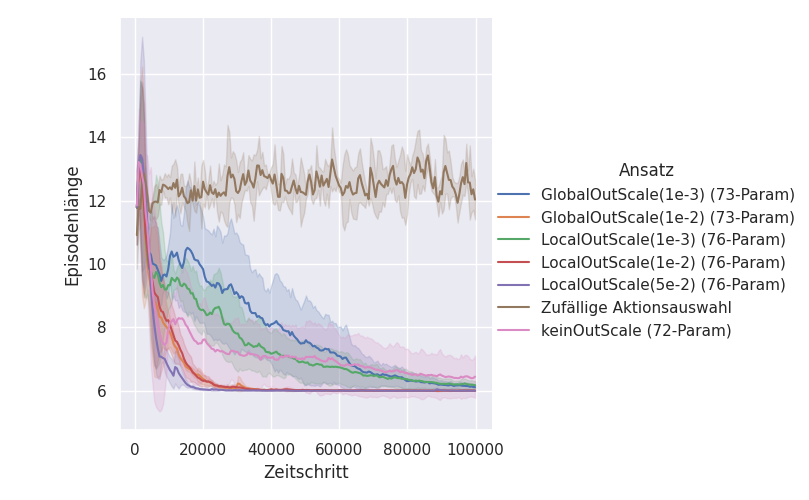 16
14
12
10
8
6
Episodenlänge
0
20000
40000
60000
80000
100000
Zeitschritt
Ansatz
GlobalOutScale(1e-3) (73-Param)
GlobalOutScale(1e-2) (73-Param)
LocalOutScale(1e-3) (76-Param)
LocalOutScale(1e-2) (76-Param)
LocalOutScale(5e-2) (76-Param)
Zufällige Aktionsauswahl
keinOutScale (72-Param)